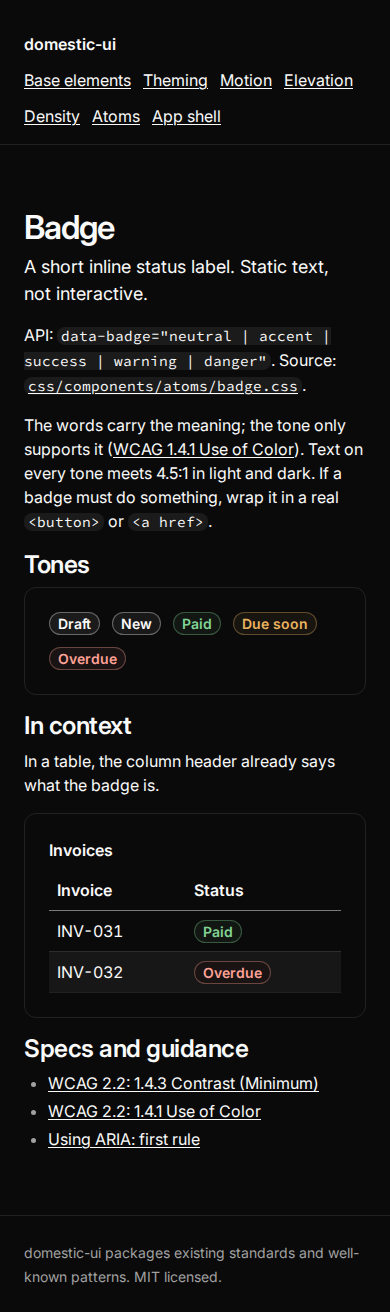 domestic-ui
Base elements Theming Motion Elevation
Density Atoms App shell
Badge
A short inline status label. Static text,
not interactive.
API: data-badge="neutral | accent |
success | warning | danger". Source:
css/components/atoms/badge.css.
The words carry the meaning; the tone only
supports it (WCAG 1.4.1 Use of Color). Text on
every tone meets 4.5:1 in light and dark. If a
badge must do something, wrap it in a real
<button> or <a href>.
Tones
Draft New Paid Due soon
Overdue
In context
In a table, the column header already says
what the badge is.
Invoices
Invoice Status
INV-031 Paid
INV-032 Overdue
Specs and guidance
WCAG 2.2: 1.4.3 Contrast (Minimum)
WCAG 2.2: 1.4.1 Use of Color
Using ARIA: first rule
domestic-ui packages existing standards and well-
known patterns. MIT licensed.